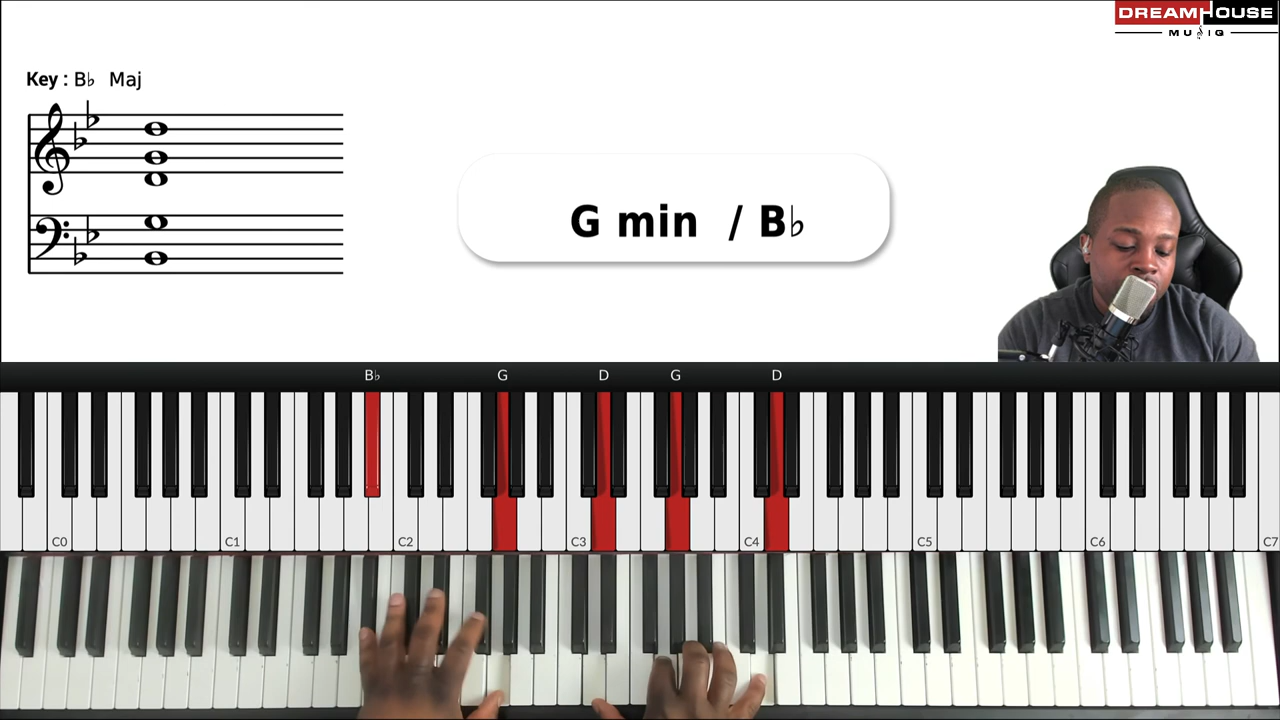 DREAMHOUSE
MUSIQ
Key : B♭ Maj
G min / B♭
B♭ G D G D
C0 C1 C2 C3 C4 C5 C6 C7